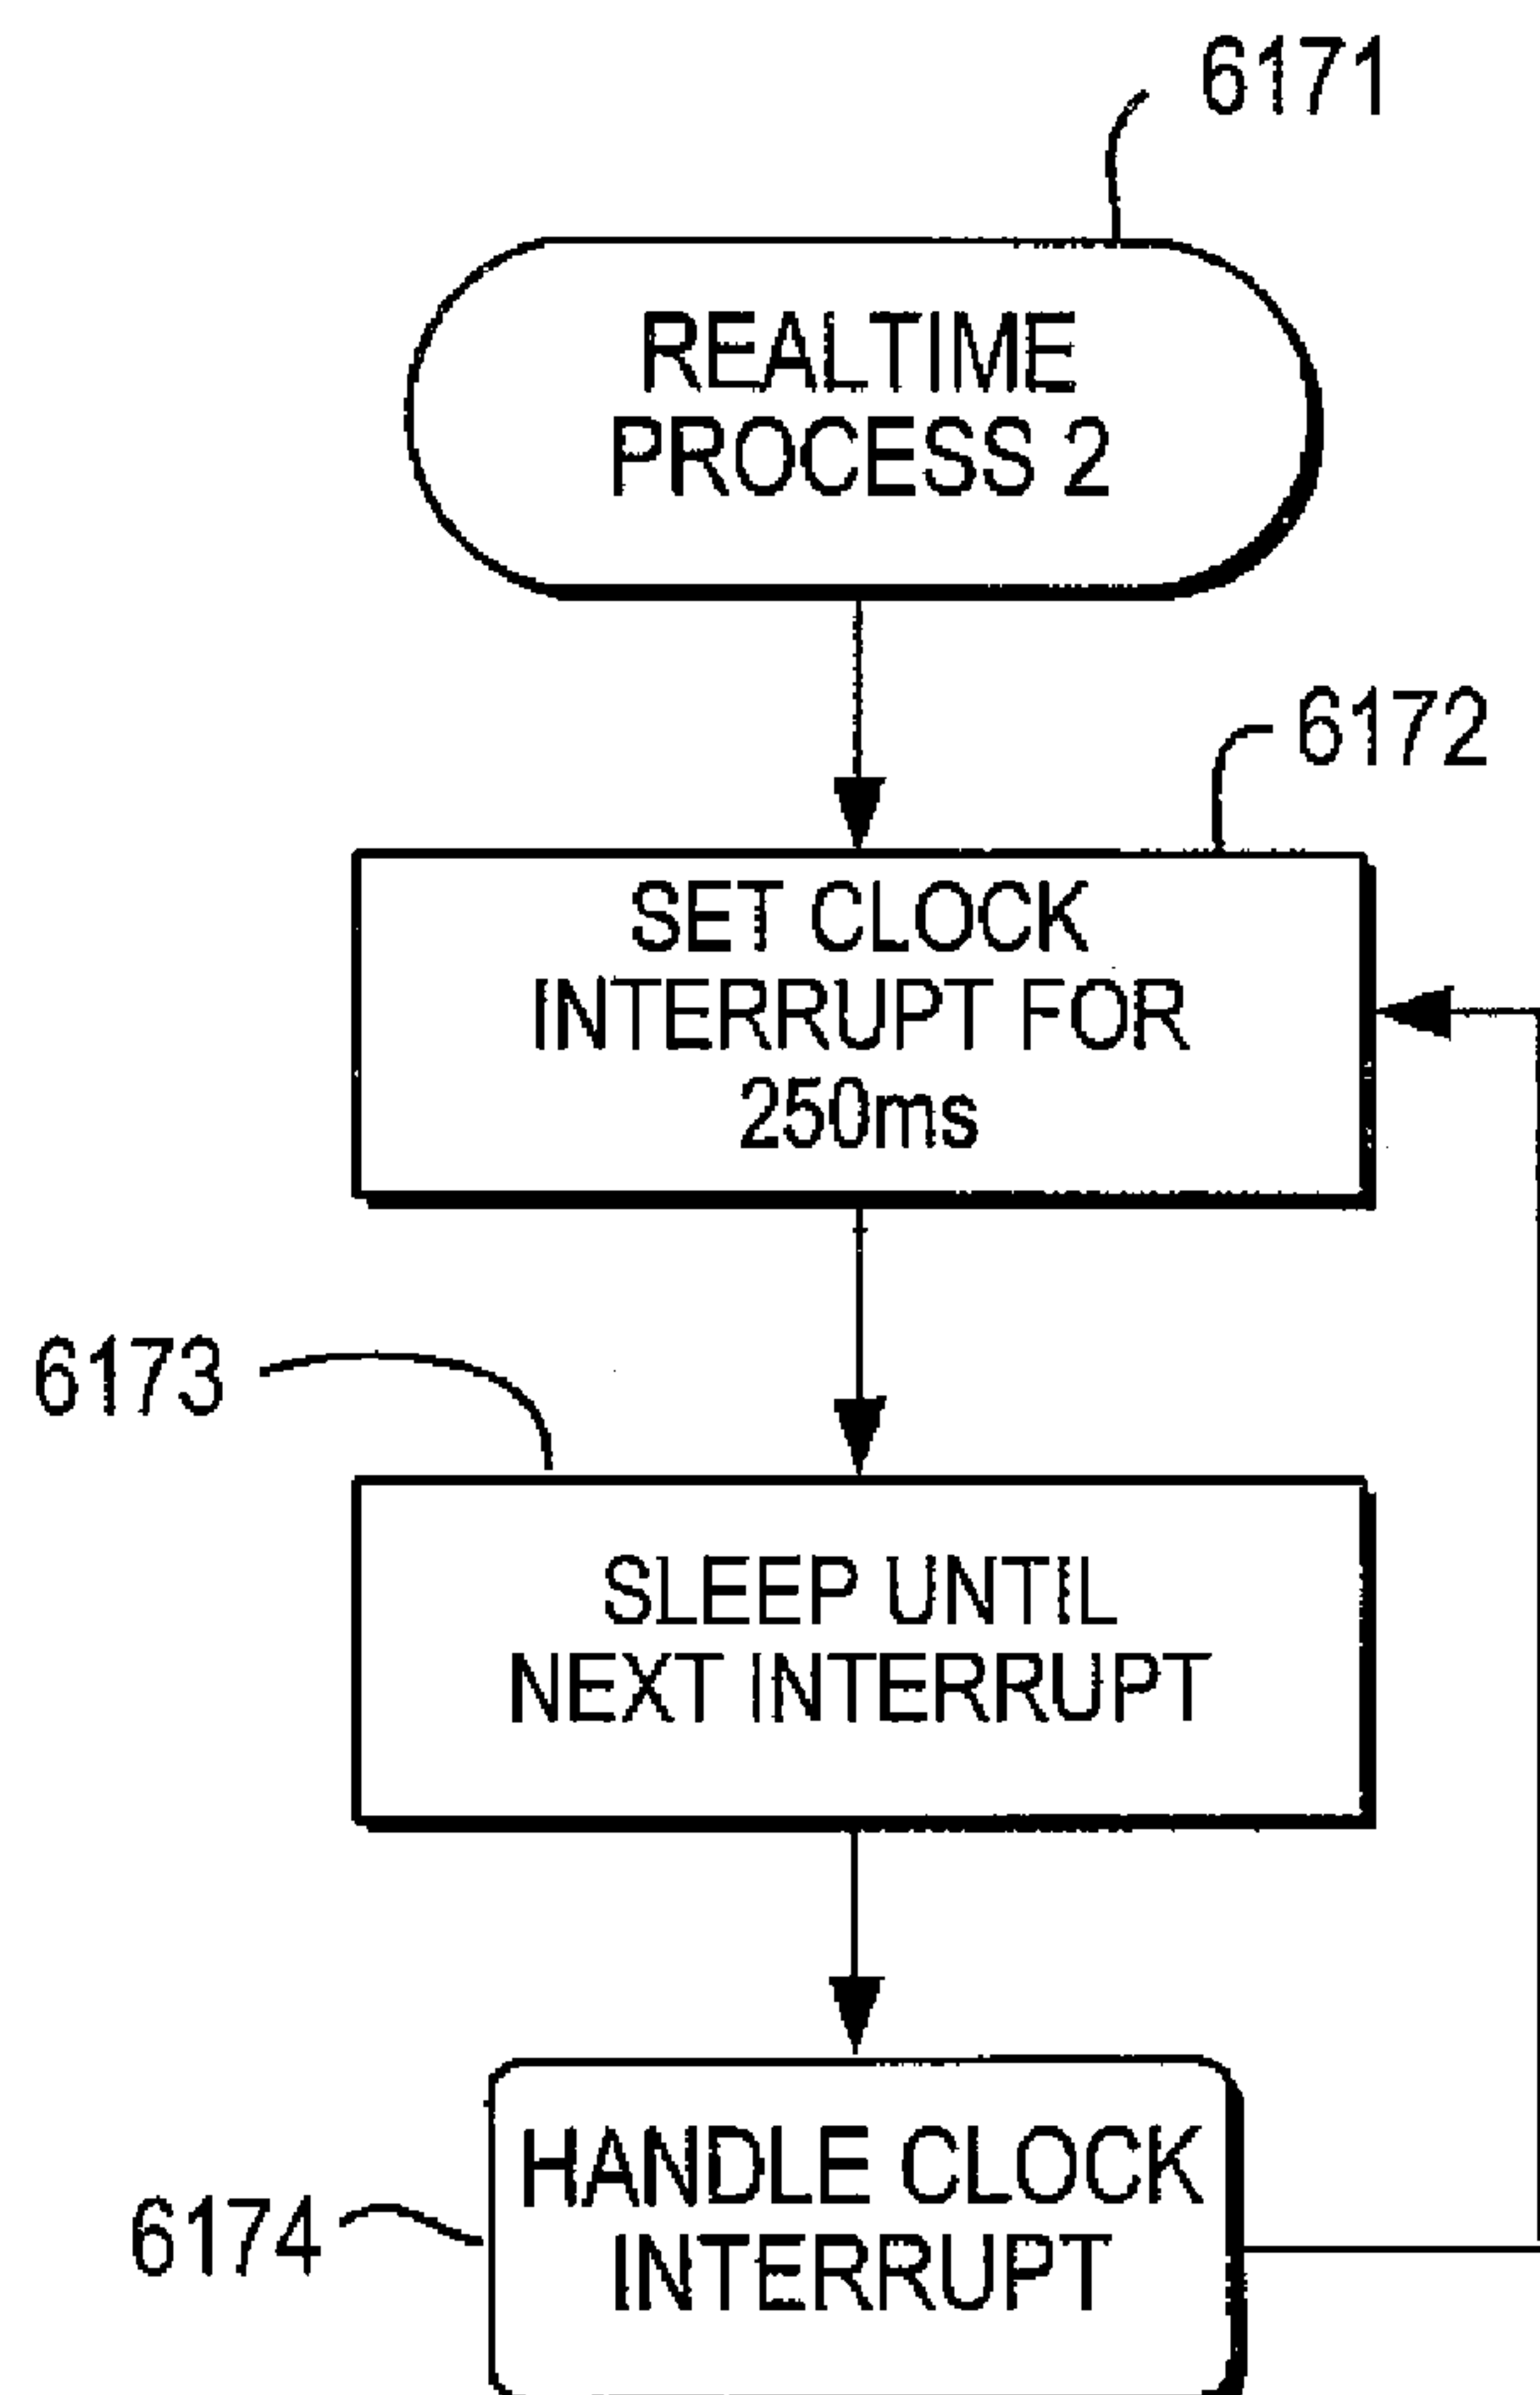 6171
REALTIME
PROCESS 2
6172
SET CLOCK
INTERRUPT FOR
250ms
6173
SLEEP UNTIL
NEXT INTERRUPT
HANDLE CLOCK
6174
INTERRUPT